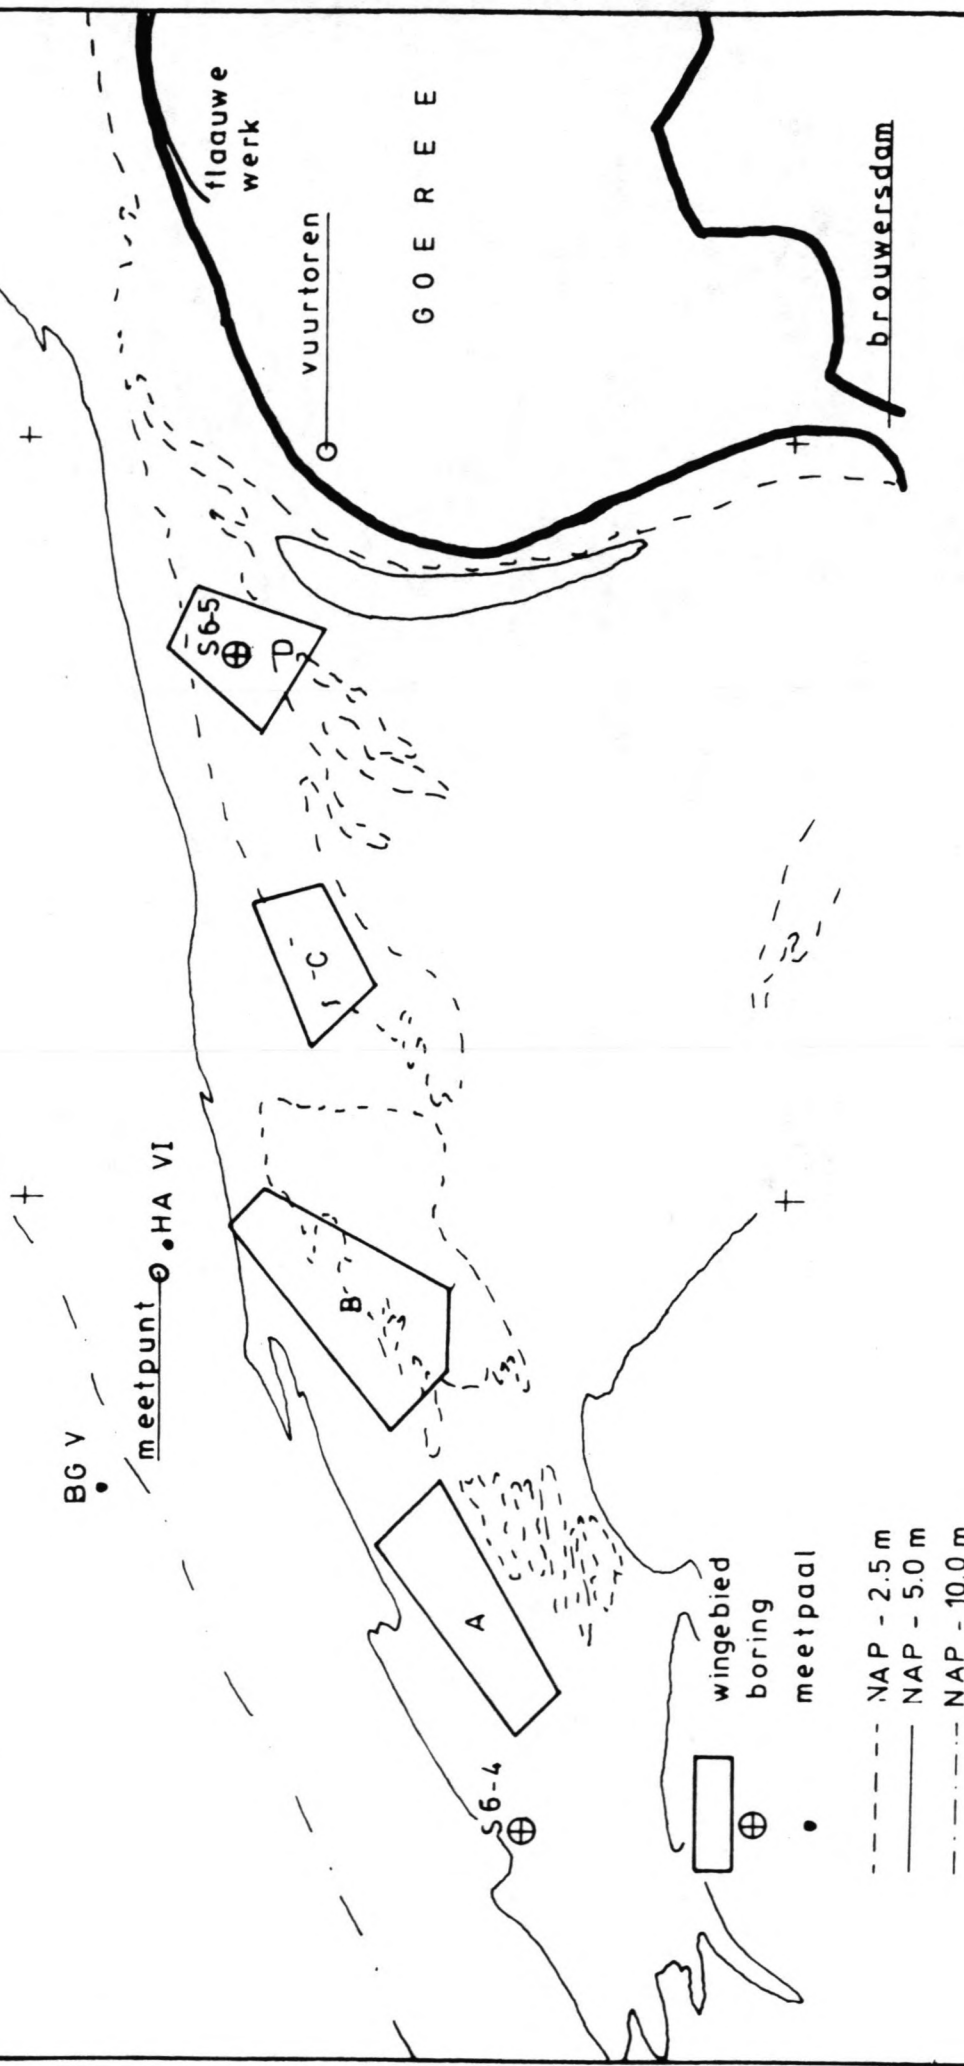 flaauwe
werk
vuurtoren
GOEREE
brouwersdam
S6-5
D
C
HA VI
meetpunt
B
BG V
A
S6-4
wingebied
boring
meetpaal
NAP - 2.5 m
NAP - 5.0 m
NAP - 10.0 m